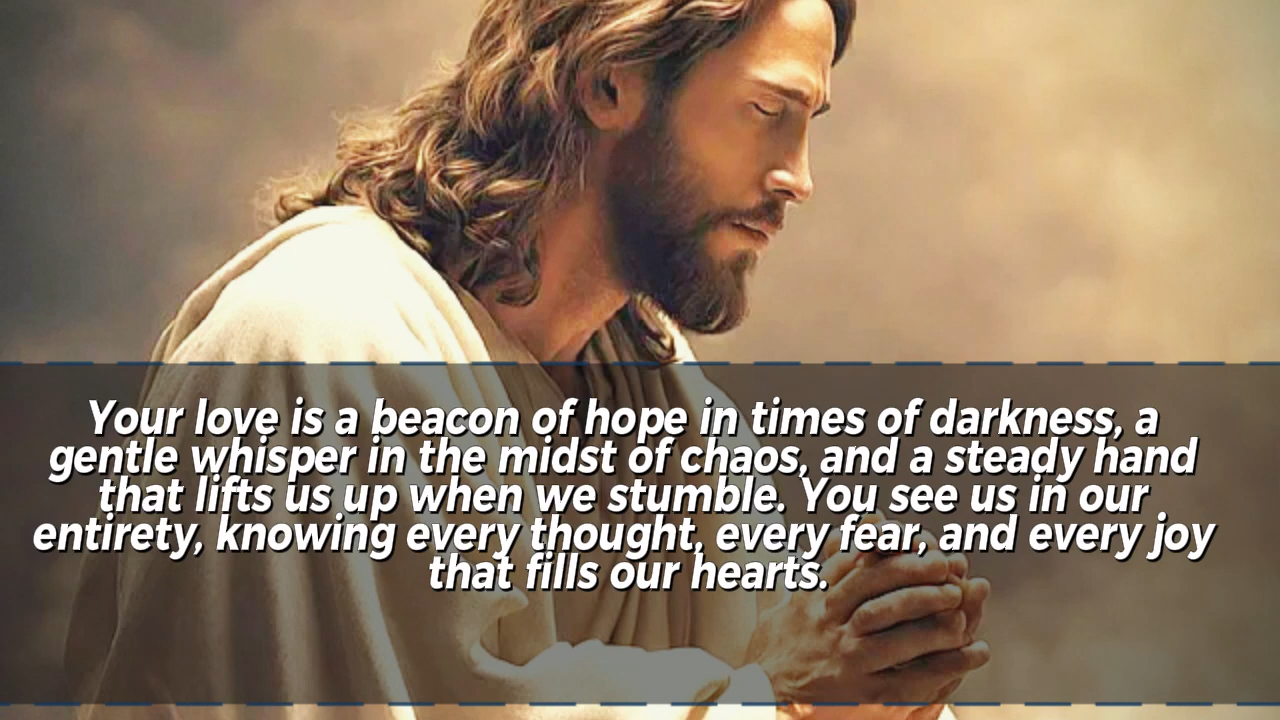 Your love is a beacon of hope in times of darkness, a
gentle whisper in the midst of chaos, and a steady hand
that lifts us up when we stumble. You see us in our
entirety, knowing every thought, every fear, and every joy
that fills our hearts.